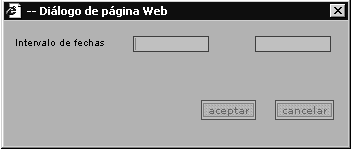 -- Diálogo de página Web
Intervalo de fechas
aceptar cancelar